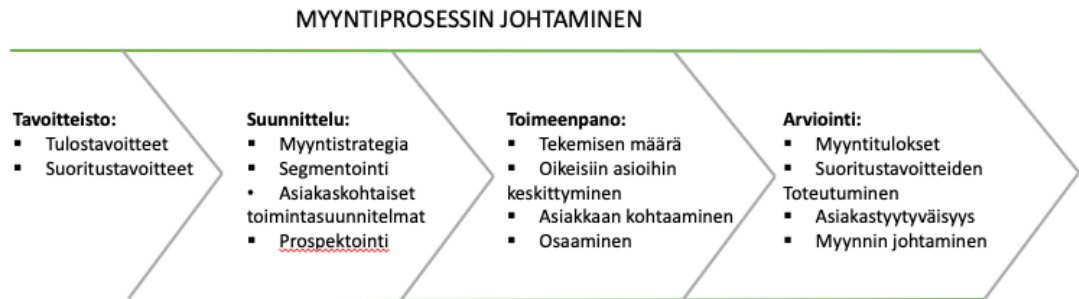 MYYNTIPROSESSIN JOHTAMINEN
Tavoitteisto:
▪ Tulostavoitteet
▪ Suoritustavoitteet
Suunnittelu:
▪ Myyntistrategia
▪ Segmentointi
• Asiakaskohtaiset
toimintasuunnitelmat
▪ Prospektointi
Toimeenpano:
▪ Tekemisen määrä
▪ Oikeisiin asioihin
keskittyminen
▪ Asiakkaan kohtaaminen
▪ Osaaminen
Arviointi:
▪ Myyntitulokset
▪ Suoritustavoitteiden
Toteutuminen
▪ Asiakastyytyväisyys
▪ Myynnin johtaminen